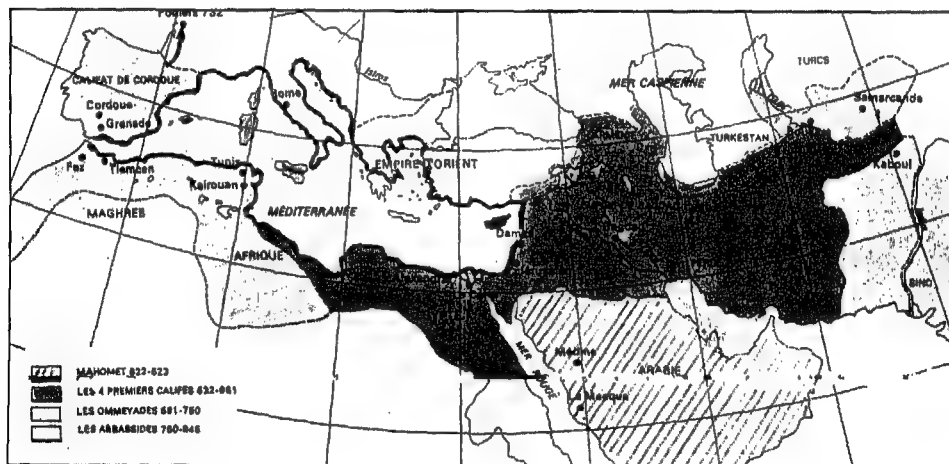 Poitiers 732
CALIFAT DE CORDOUE
Cordoue
Grenade
Fez
Tlemcen
Tunis
Kairouan
MAGHREB
AFRIQUE
Rome
MÉDITERRANÉE
EMPIRE D'ORIENT
MER CASPIENNE
TURCS
Samarcande
TURKESTAN
Kaboul
SIND
MER ROUGE
Médine
ARABIE
La Mecque
MAHOMET 622-623
LES 4 PREMIERS CALIFES 632-661
LES OMMEYADES 661-750
LES ABBASSIDES 750-945